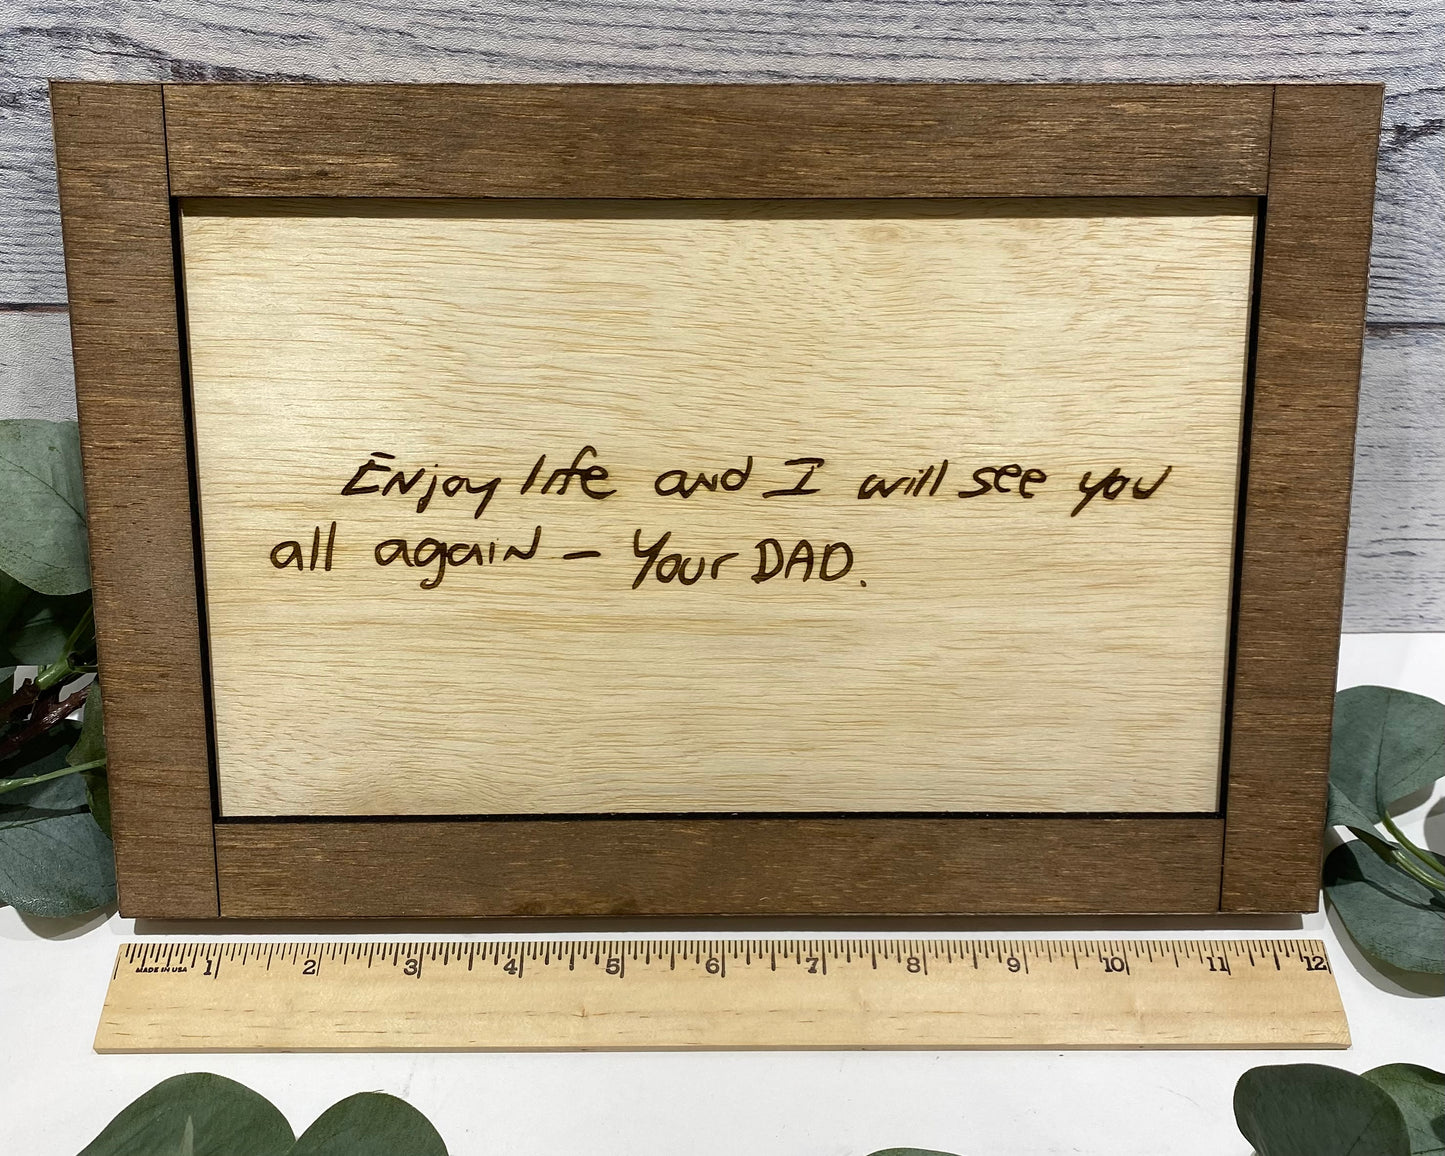 Enjoy life and I will see you
all again – Your DAD.
MADE IN USA 1 2 3 4 5 6 7 8 9 10 11 12